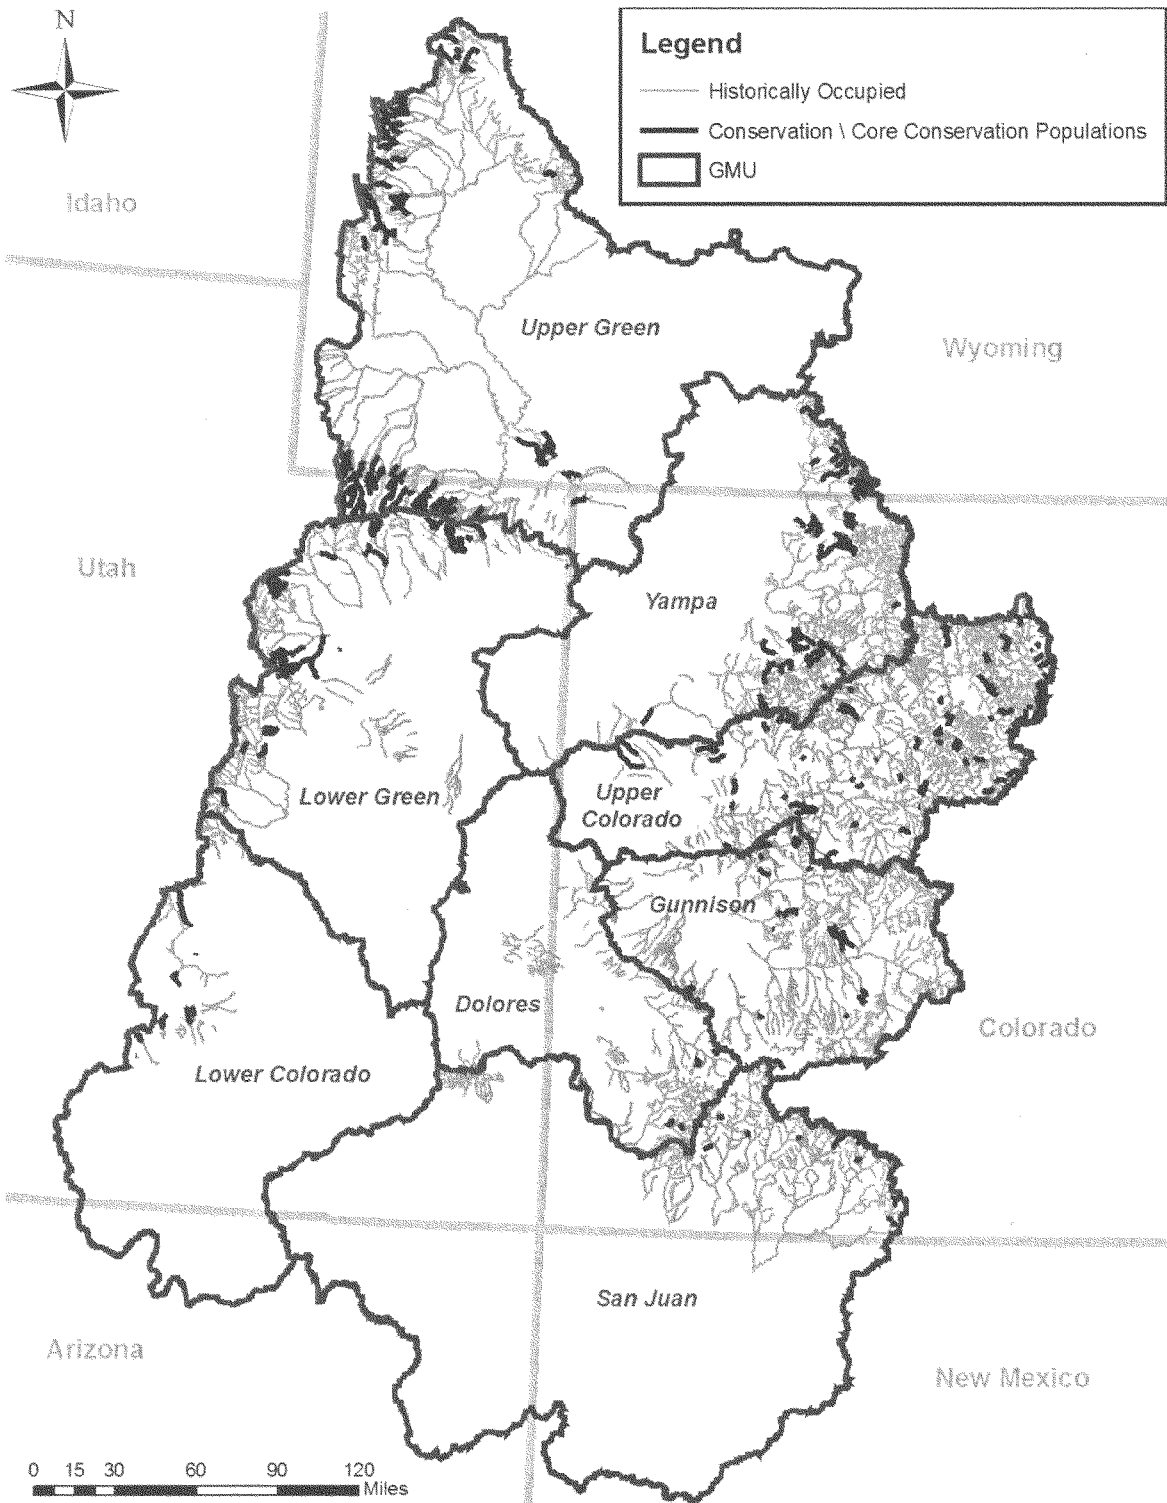 N
Legend
Historically Occupied
Conservation \ Core Conservation Populations
GMU
Idaho
Upper Green
Wyoming
Utah
Yampa
Lower Green
Upper
Colorado
Gunnison
Dolores
Colorado
Lower Colorado
San Juan
Arizona
New Mexico
0 15 30 60 90 120
Miles